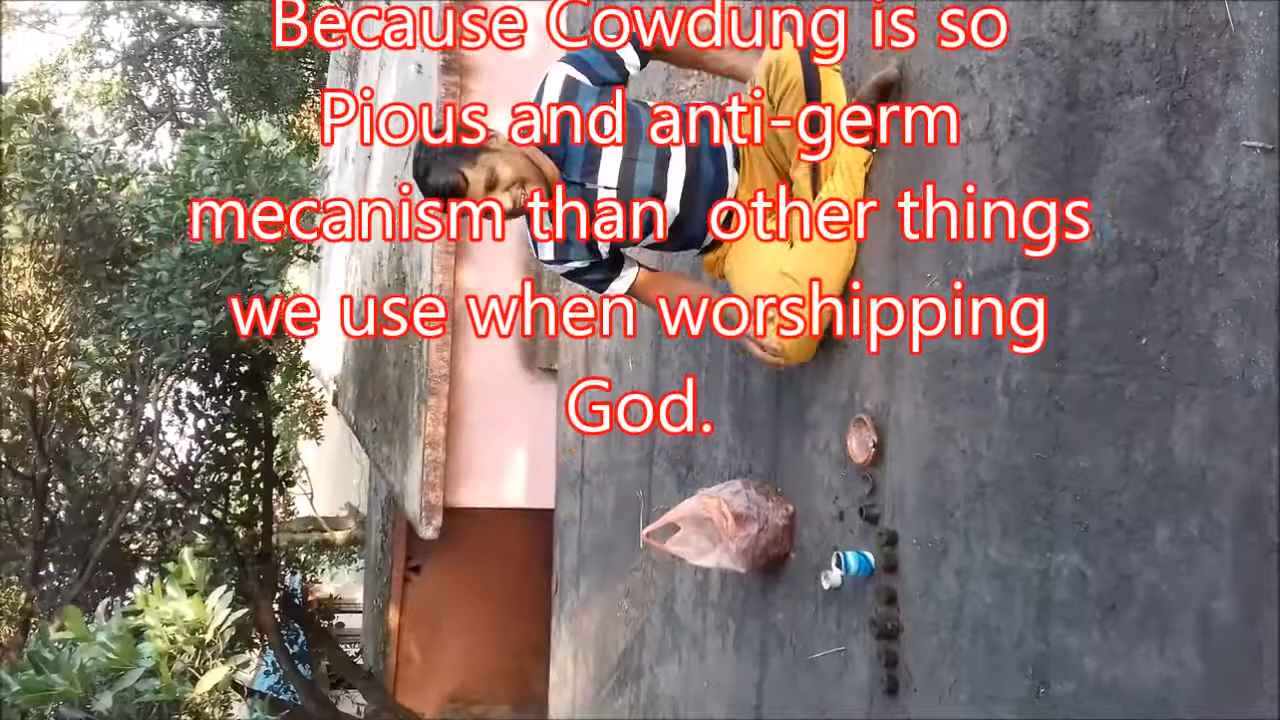 Because Cowdung is so
Pious and anti-germ
mecanism than other things
we use when worshipping
God.